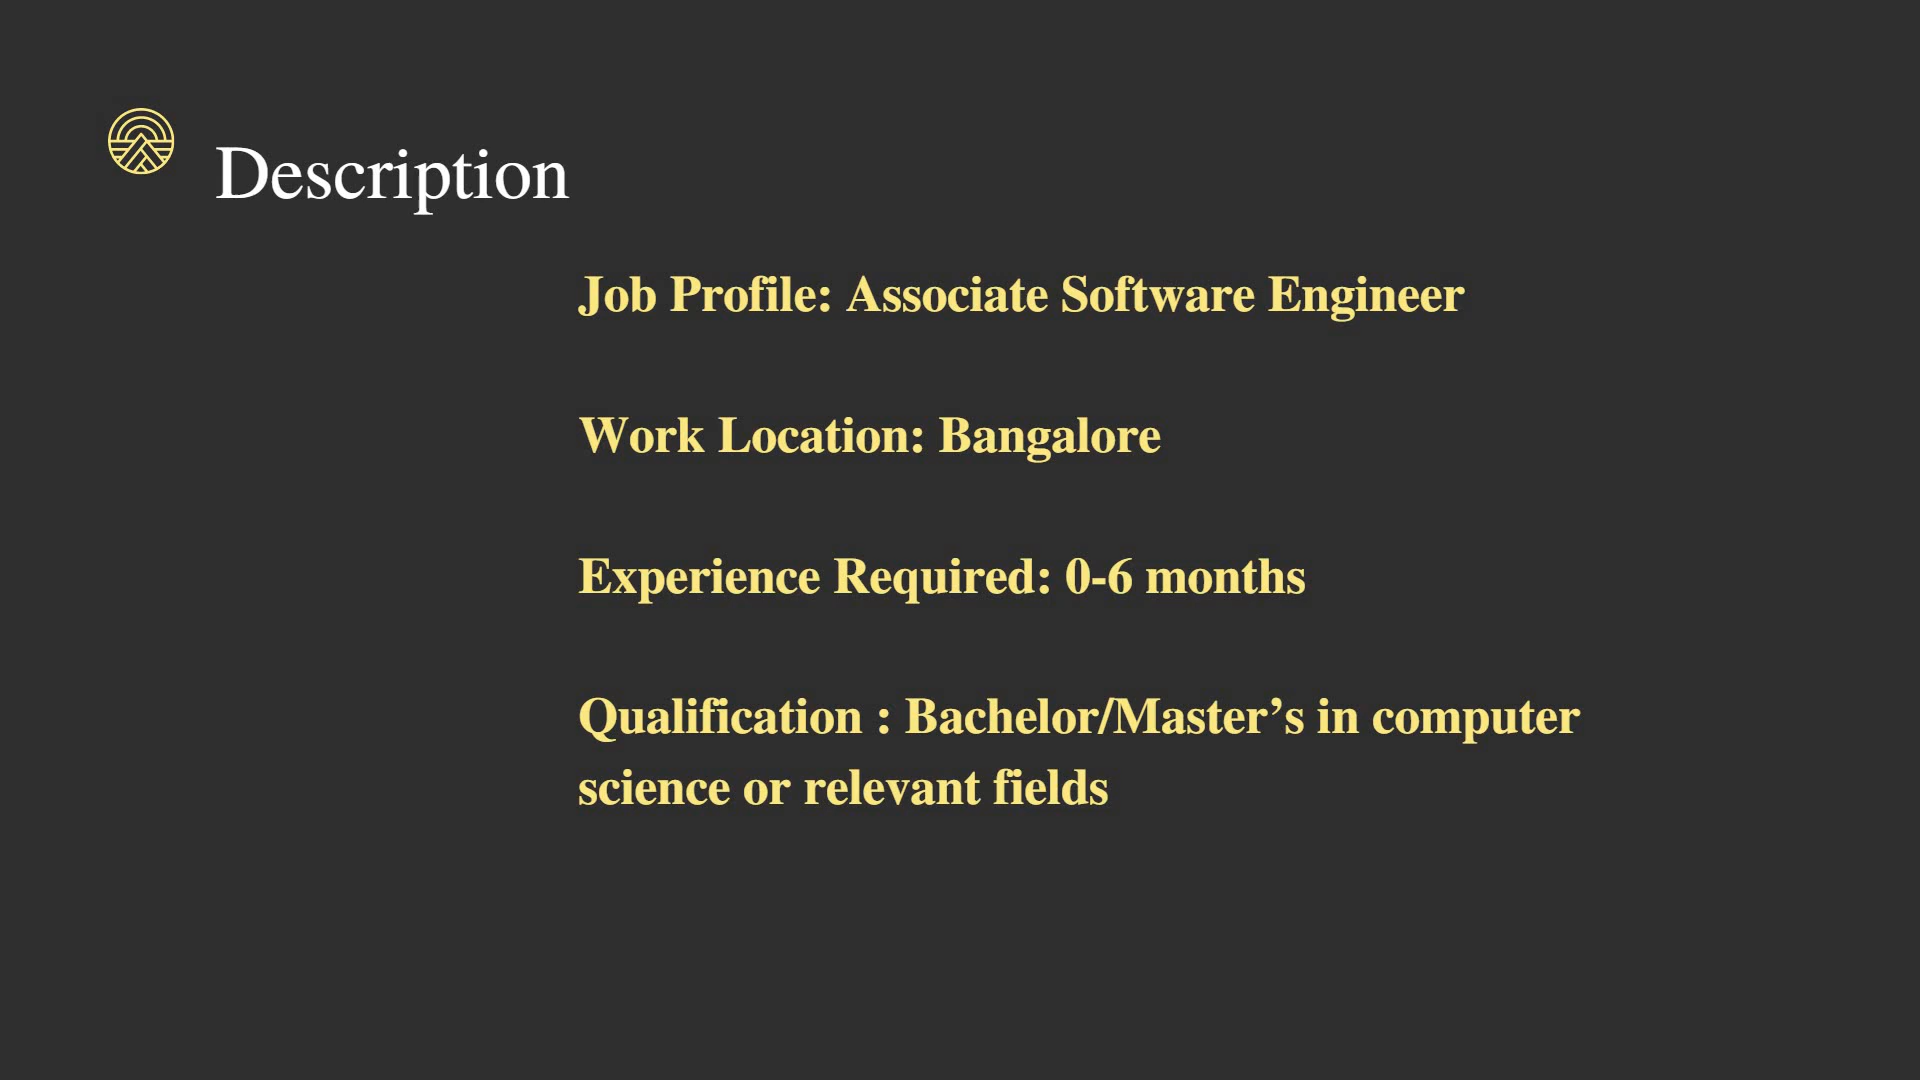 Description
Job Profile: Associate Software Engineer
Work Location: Bangalore
Experience Required: 0-6 months
Qualification : Bachelor/Master’s in computer
science or relevant fields